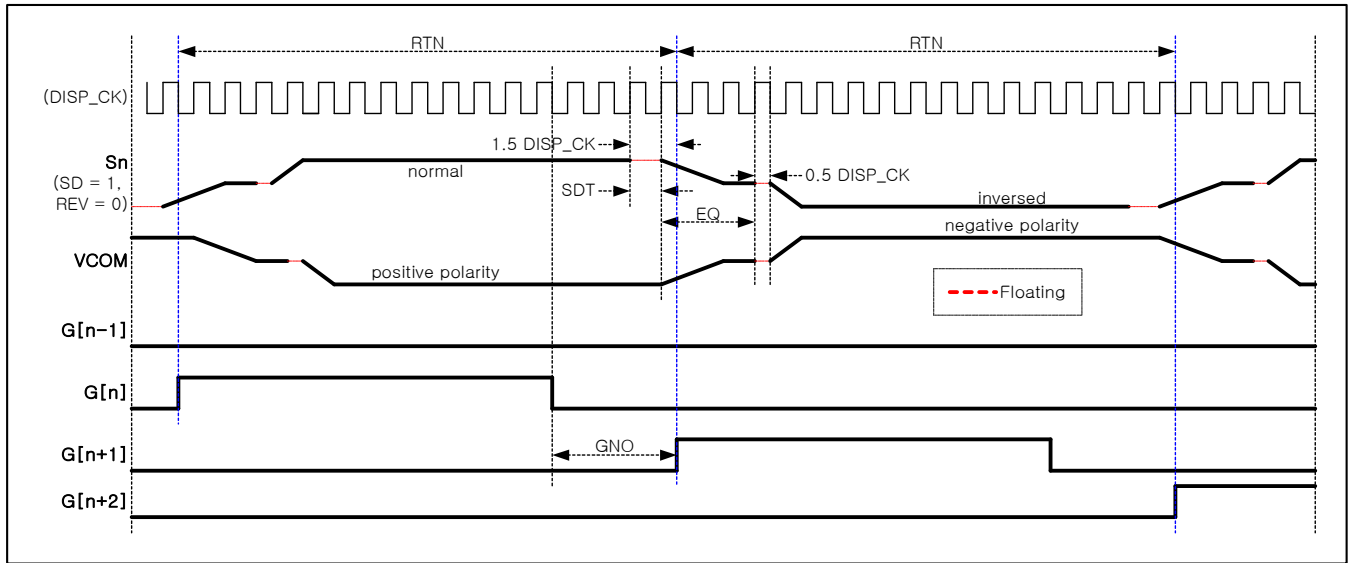 RTN
RTN
(DISP_CK)
1.5 DISP_CK
Sn
(SD = 1,
REV = 0)
normal
SDT
0.5 DISP_CK
EQ
inversed
negative polarity
VCOM
positive polarity
Floating
G[n-1]
G[n]
GNO
G[n+1]
G[n+2]